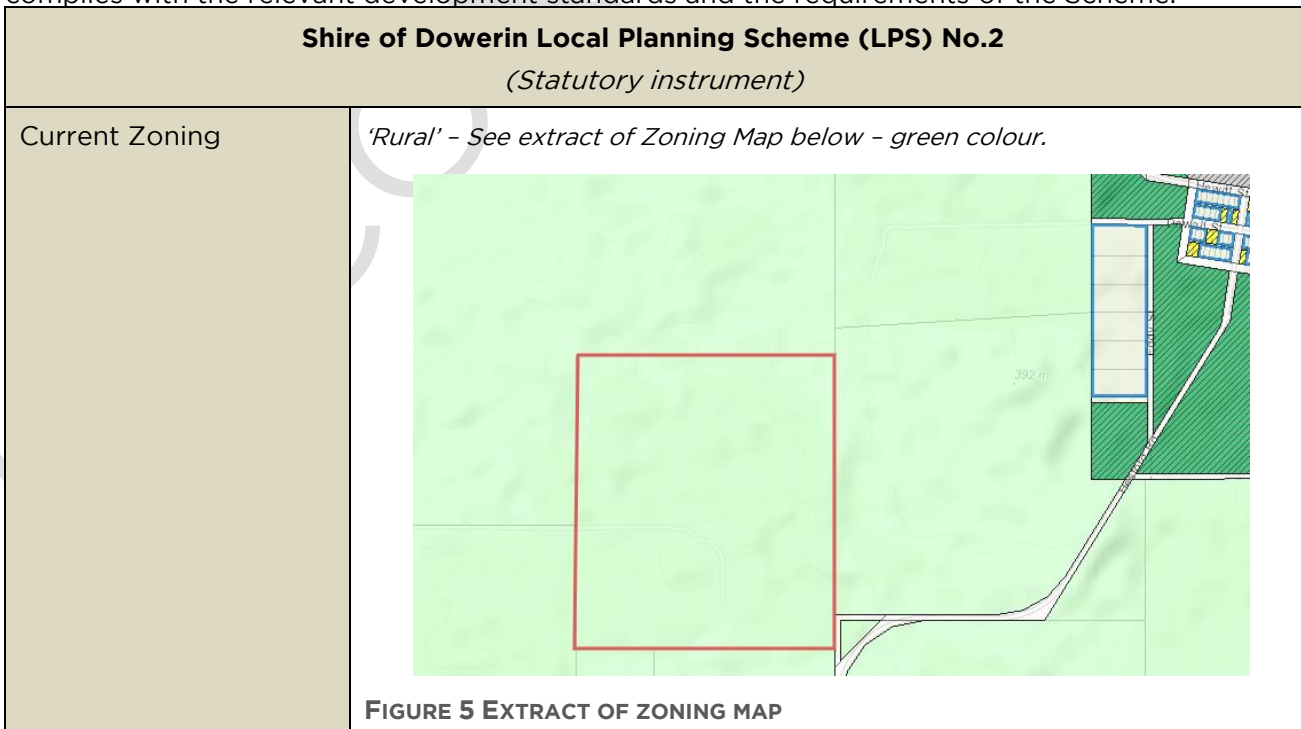 complies with the relevant development standards and the requirements of the Scheme.
Shire of Dowerin Local Planning Scheme (LPS) No.2
(Statutory instrument)
Current Zoning
'Rural' – See extract of Zoning Map below – green colour.
Hewitt St
392 m
FIGURE 5 EXTRACT OF ZONING MAP